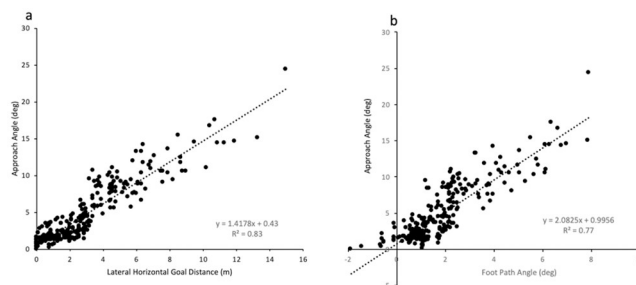 a
30
25
20
15
10
5
0
0 2 4 6 8 10 12 14 16
Approach Angle (deg)
Lateral Horizontal Goal Distance (m)
y = 1.4178x + 0.43
R² = 0.83
b
30
25
20
15
10
5
-2 0 2 4 6 8 10
Approach Angle (deg)
Foot Path Angle (deg)
y = 2.0825x + 0.9956
R² = 0.77